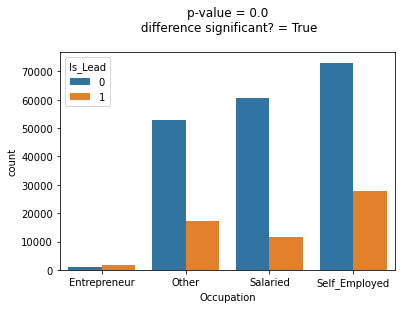 p-value = 0.0
difference significant? = True
Is_Lead
0
1
70000
60000
50000
40000
30000
20000
10000
0
count
Entrepreneur Other Salaried Self_Employed
Occupation